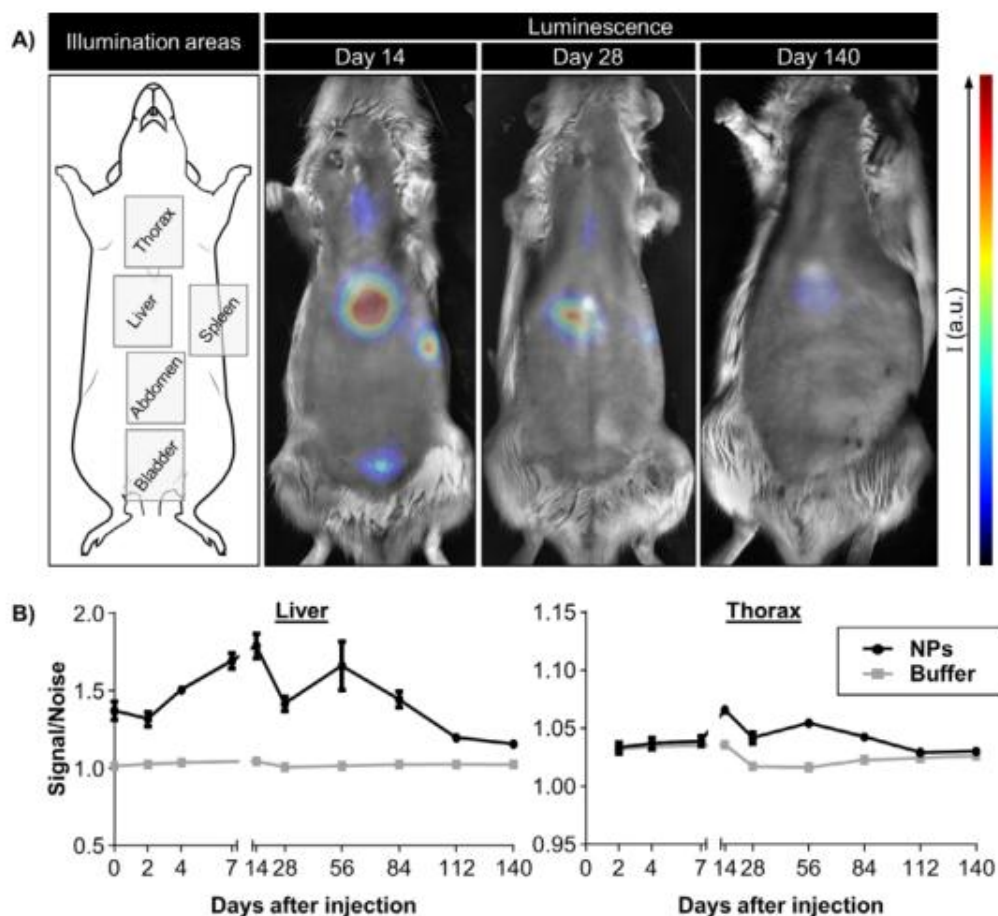 A)
Illumination areas
Luminescence
Day 14
Day 28
Day 140
Thorax
Liver
Spleen
Abdomen
Bladder
I (a.u.)
B)
Liver
Signal/Noise
2.0
1.5
1.0
0.5
0 2 4 7 14 28 56 84 112 140
Days after injection
Thorax
1.15
1.10
1.05
1.00
0.95
0 2 4 7 14 28 56 84 112 140
Days after injection
NPs
Buffer